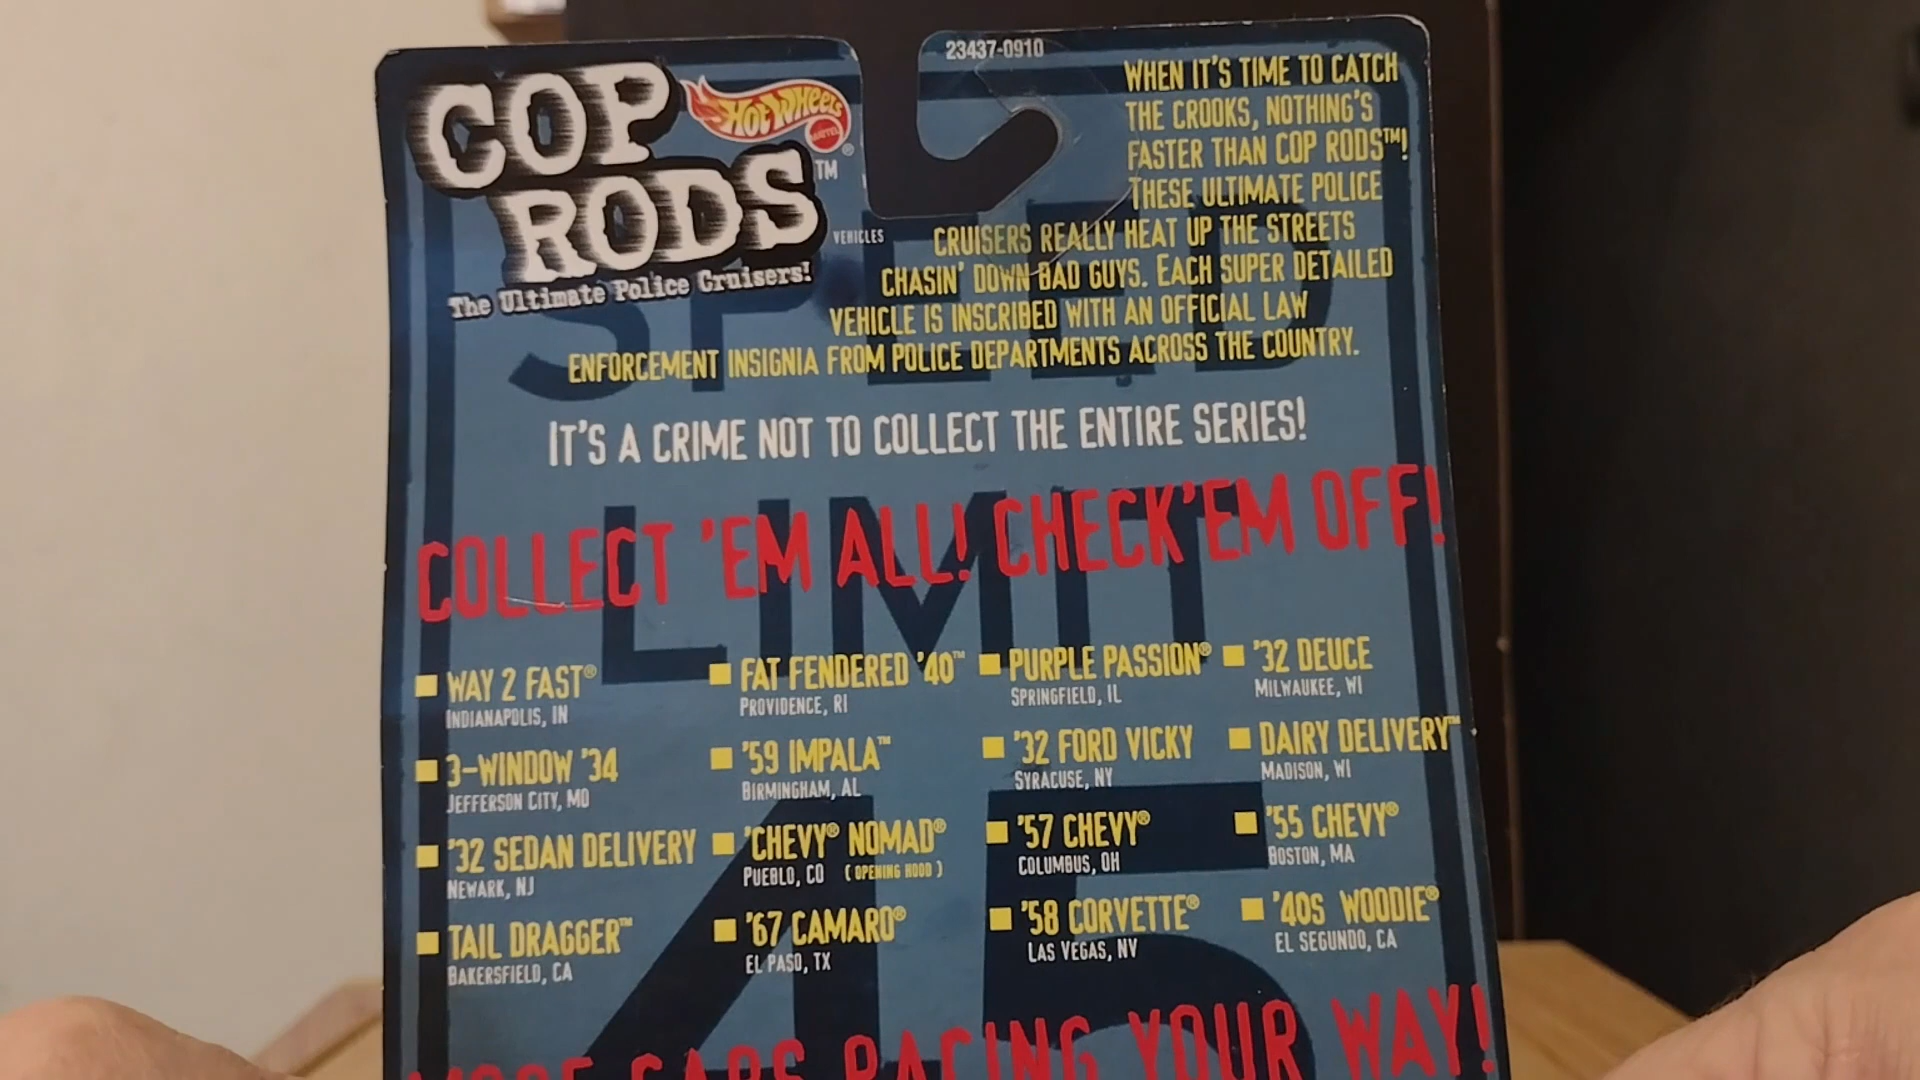 23437-0910
COP
RODS™
Hot Wheels®
MATTEL
VEHICLES
The Ultimate Police Cruisers!
WHEN IT'S TIME TO CATCH
THE CROOKS, NOTHING'S
FASTER THAN COP RODS™!
THESE ULTIMATE POLICE
CRUISERS REALLY HEAT UP THE STREETS
CHASIN' DOWN BAD GUYS. EACH SUPER DETAILED
VEHICLE IS INSCRIBED WITH AN OFFICIAL LAW
ENFORCEMENT INSIGNIA FROM POLICE DEPARTMENTS ACROSS THE COUNTRY.
SPEED
IT'S A CRIME NOT TO COLLECT THE ENTIRE SERIES!
LIMIT
COLLECT 'EM ALL! CHECK'EM OFF!
WAY 2 FAST® FAT FENDERED '40™ PURPLE PASSION® '32 DEUCE
INDIANAPOLIS, IN PROVIDENCE, RI SPRINGFIELD, IL MILWAUKEE, WI
3-WINDOW '34 '59 IMPALA™ '32 FORD VICKY DAIRY DELIVERY™
JEFFERSON CITY, MO BIRMINGHAM, AL SYRACUSE, NY MADISON, WI
'32 SEDAN DELIVERY 'CHEVY® NOMAD® '57 CHEVY® '55 CHEVY®
NEWARK, NJ PUEBLO, CO (OPENING HOOD) COLUMBUS, OH BOSTON, MA
TAIL DRAGGER™ '67 CAMARO® '58 CORVETTE® '40S WOODIE®
BAKERSFIELD, CA EL PASO, TX LAS VEGAS, NV EL SEGUNDO, CA
45
MORE CARS RACING YOUR WAY!